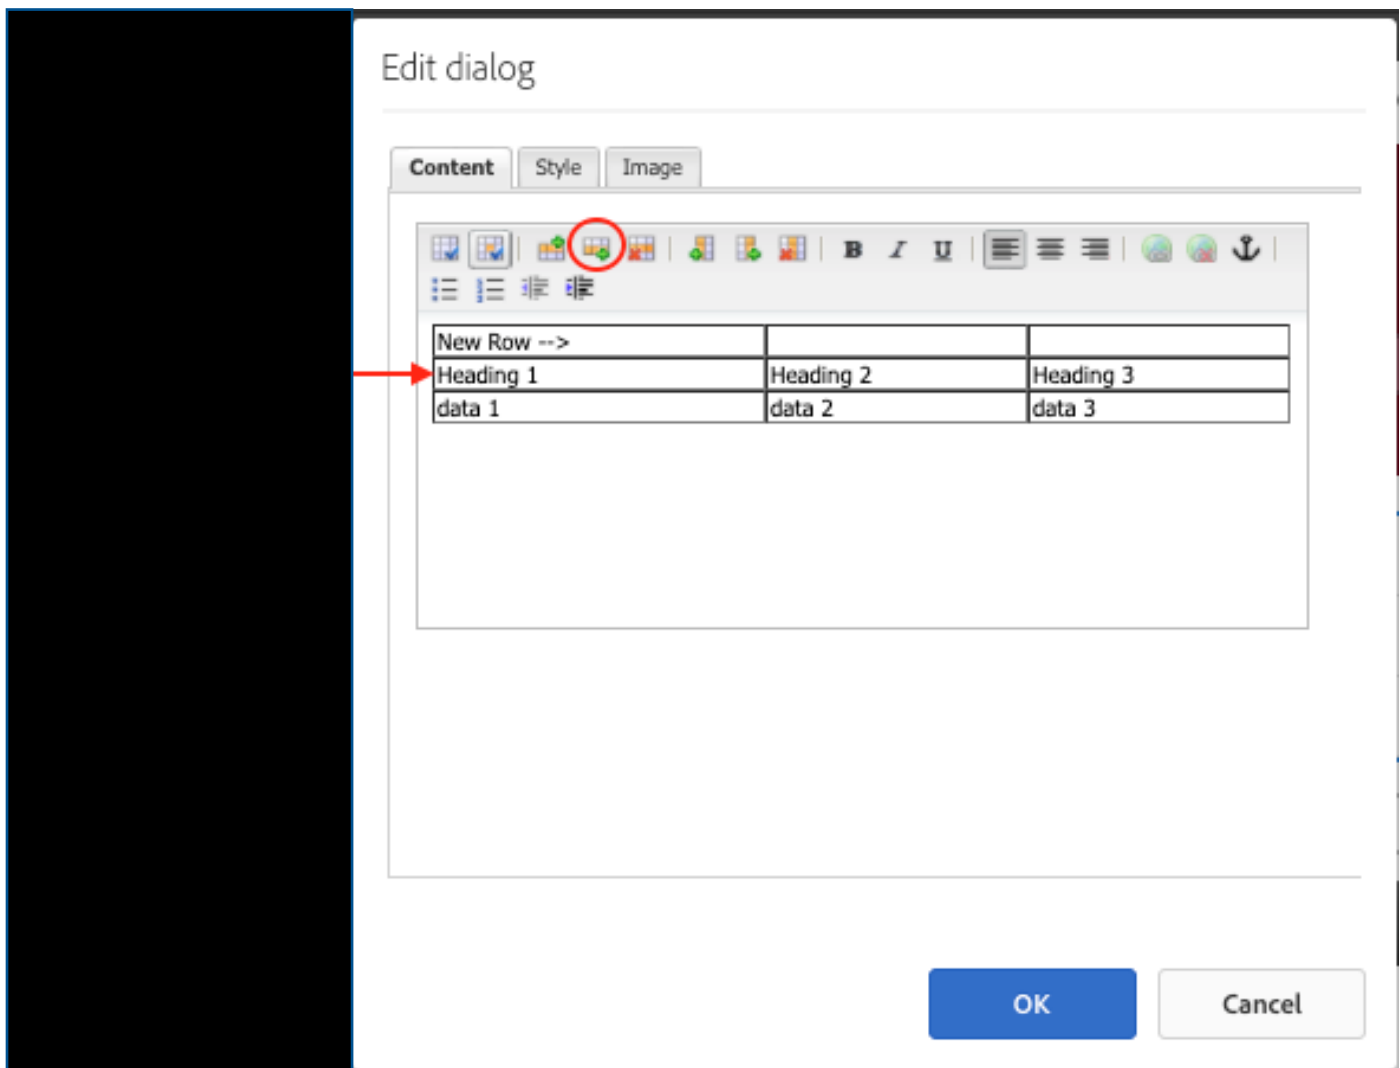 Edit dialog
Content Style Image
B I U
New Row -->
Heading 1 Heading 2 Heading 3
data 1 data 2 data 3
OK Cancel